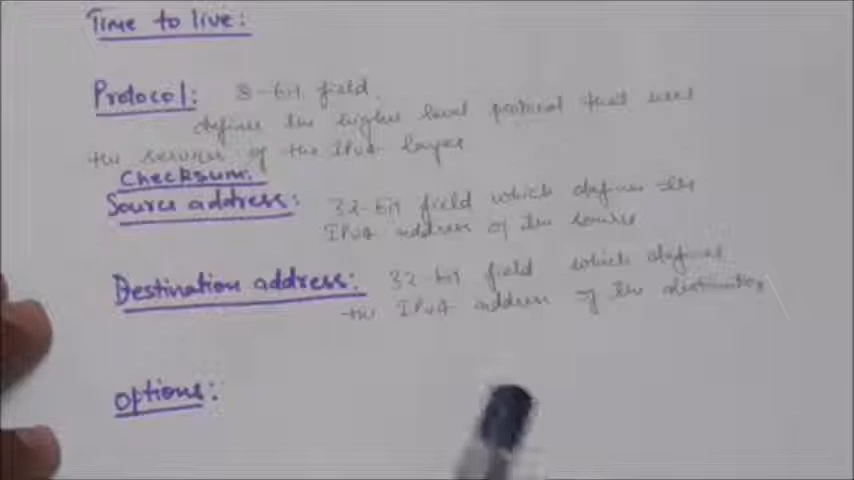 Time to live:
Protocol: 8-bit field.
define the higher level protocol that uses
the services of the IPv4 layer
Checksum:
Source address: 32-bit field which defines the
IPv4 address of the source
Destination address: 32-bit field which defines
the IPv4 address of the destination
options: